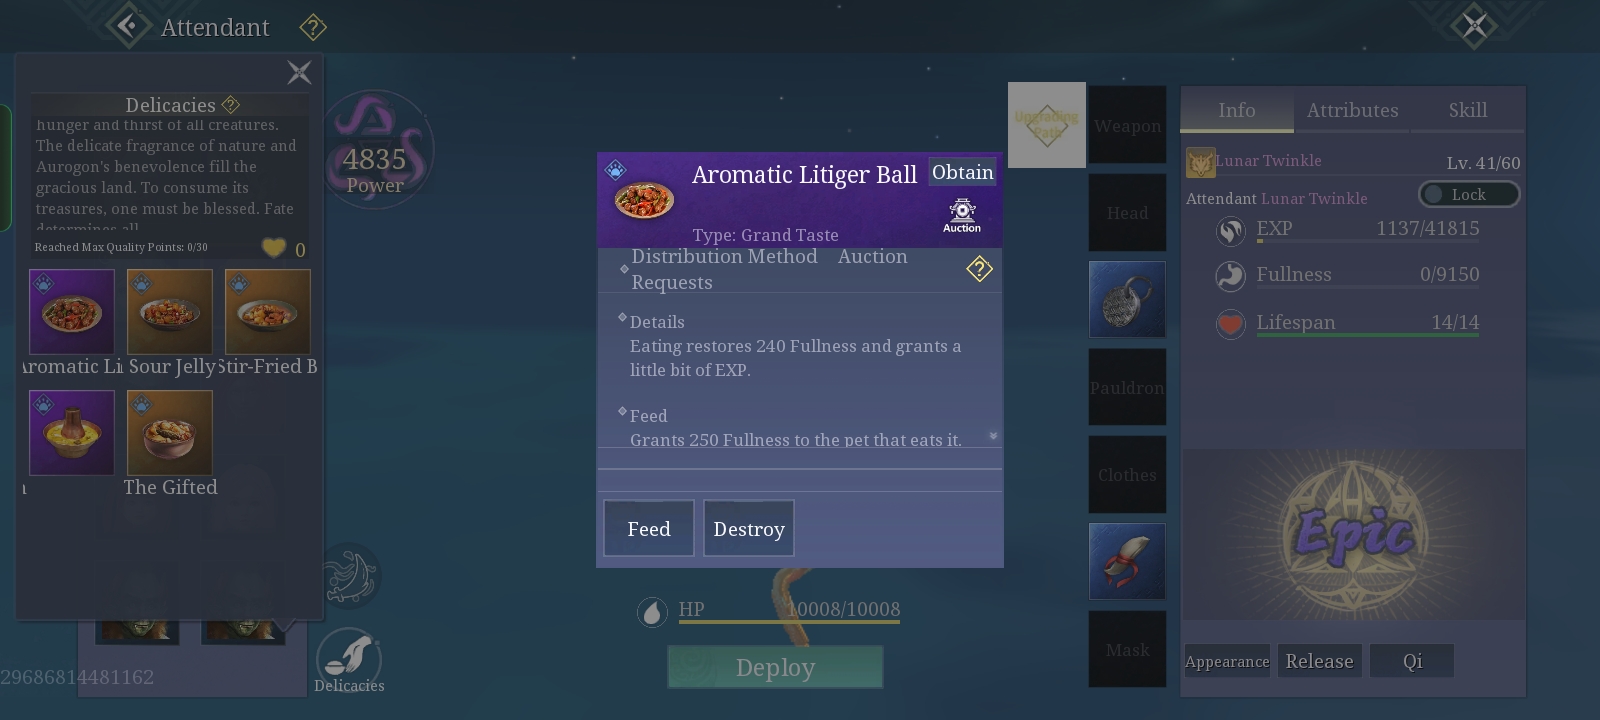 Attendant
Delicacies
hunger and thirst of all creatures.
The delicate fragrance of nature and
Aurogon's benevolence fill the
gracious land. To consume its
treasures, one must be blessed. Fate
determines all
Reached Max Quality Points: 0/30
0
Aromatic Li
Sour Jelly
Stir-Fried B
The Gifted
29686814481162
4835
Power
Delicacies
Aromatic Litiger Ball
Obtain
Auction
Type: Grand Taste
Distribution Method Auction
Requests
Details
Eating restores 240 Fullness and grants a
little bit of EXP.
Feed
Grants 250 Fullness to the pet that eats it.
Feed
Destroy
HP 10008/10008
Deploy
Upgrading
Path
Weapon
Head
Pauldron
Clothes
Mask
Info
Attributes
Skill
Lunar Twinkle
Lv. 41/60
Attendant Lunar Twinkle
Lock
EXP 1137/41815
Fullness 0/9150
Lifespan 14/14
Epic
Appearance
Release
Qi